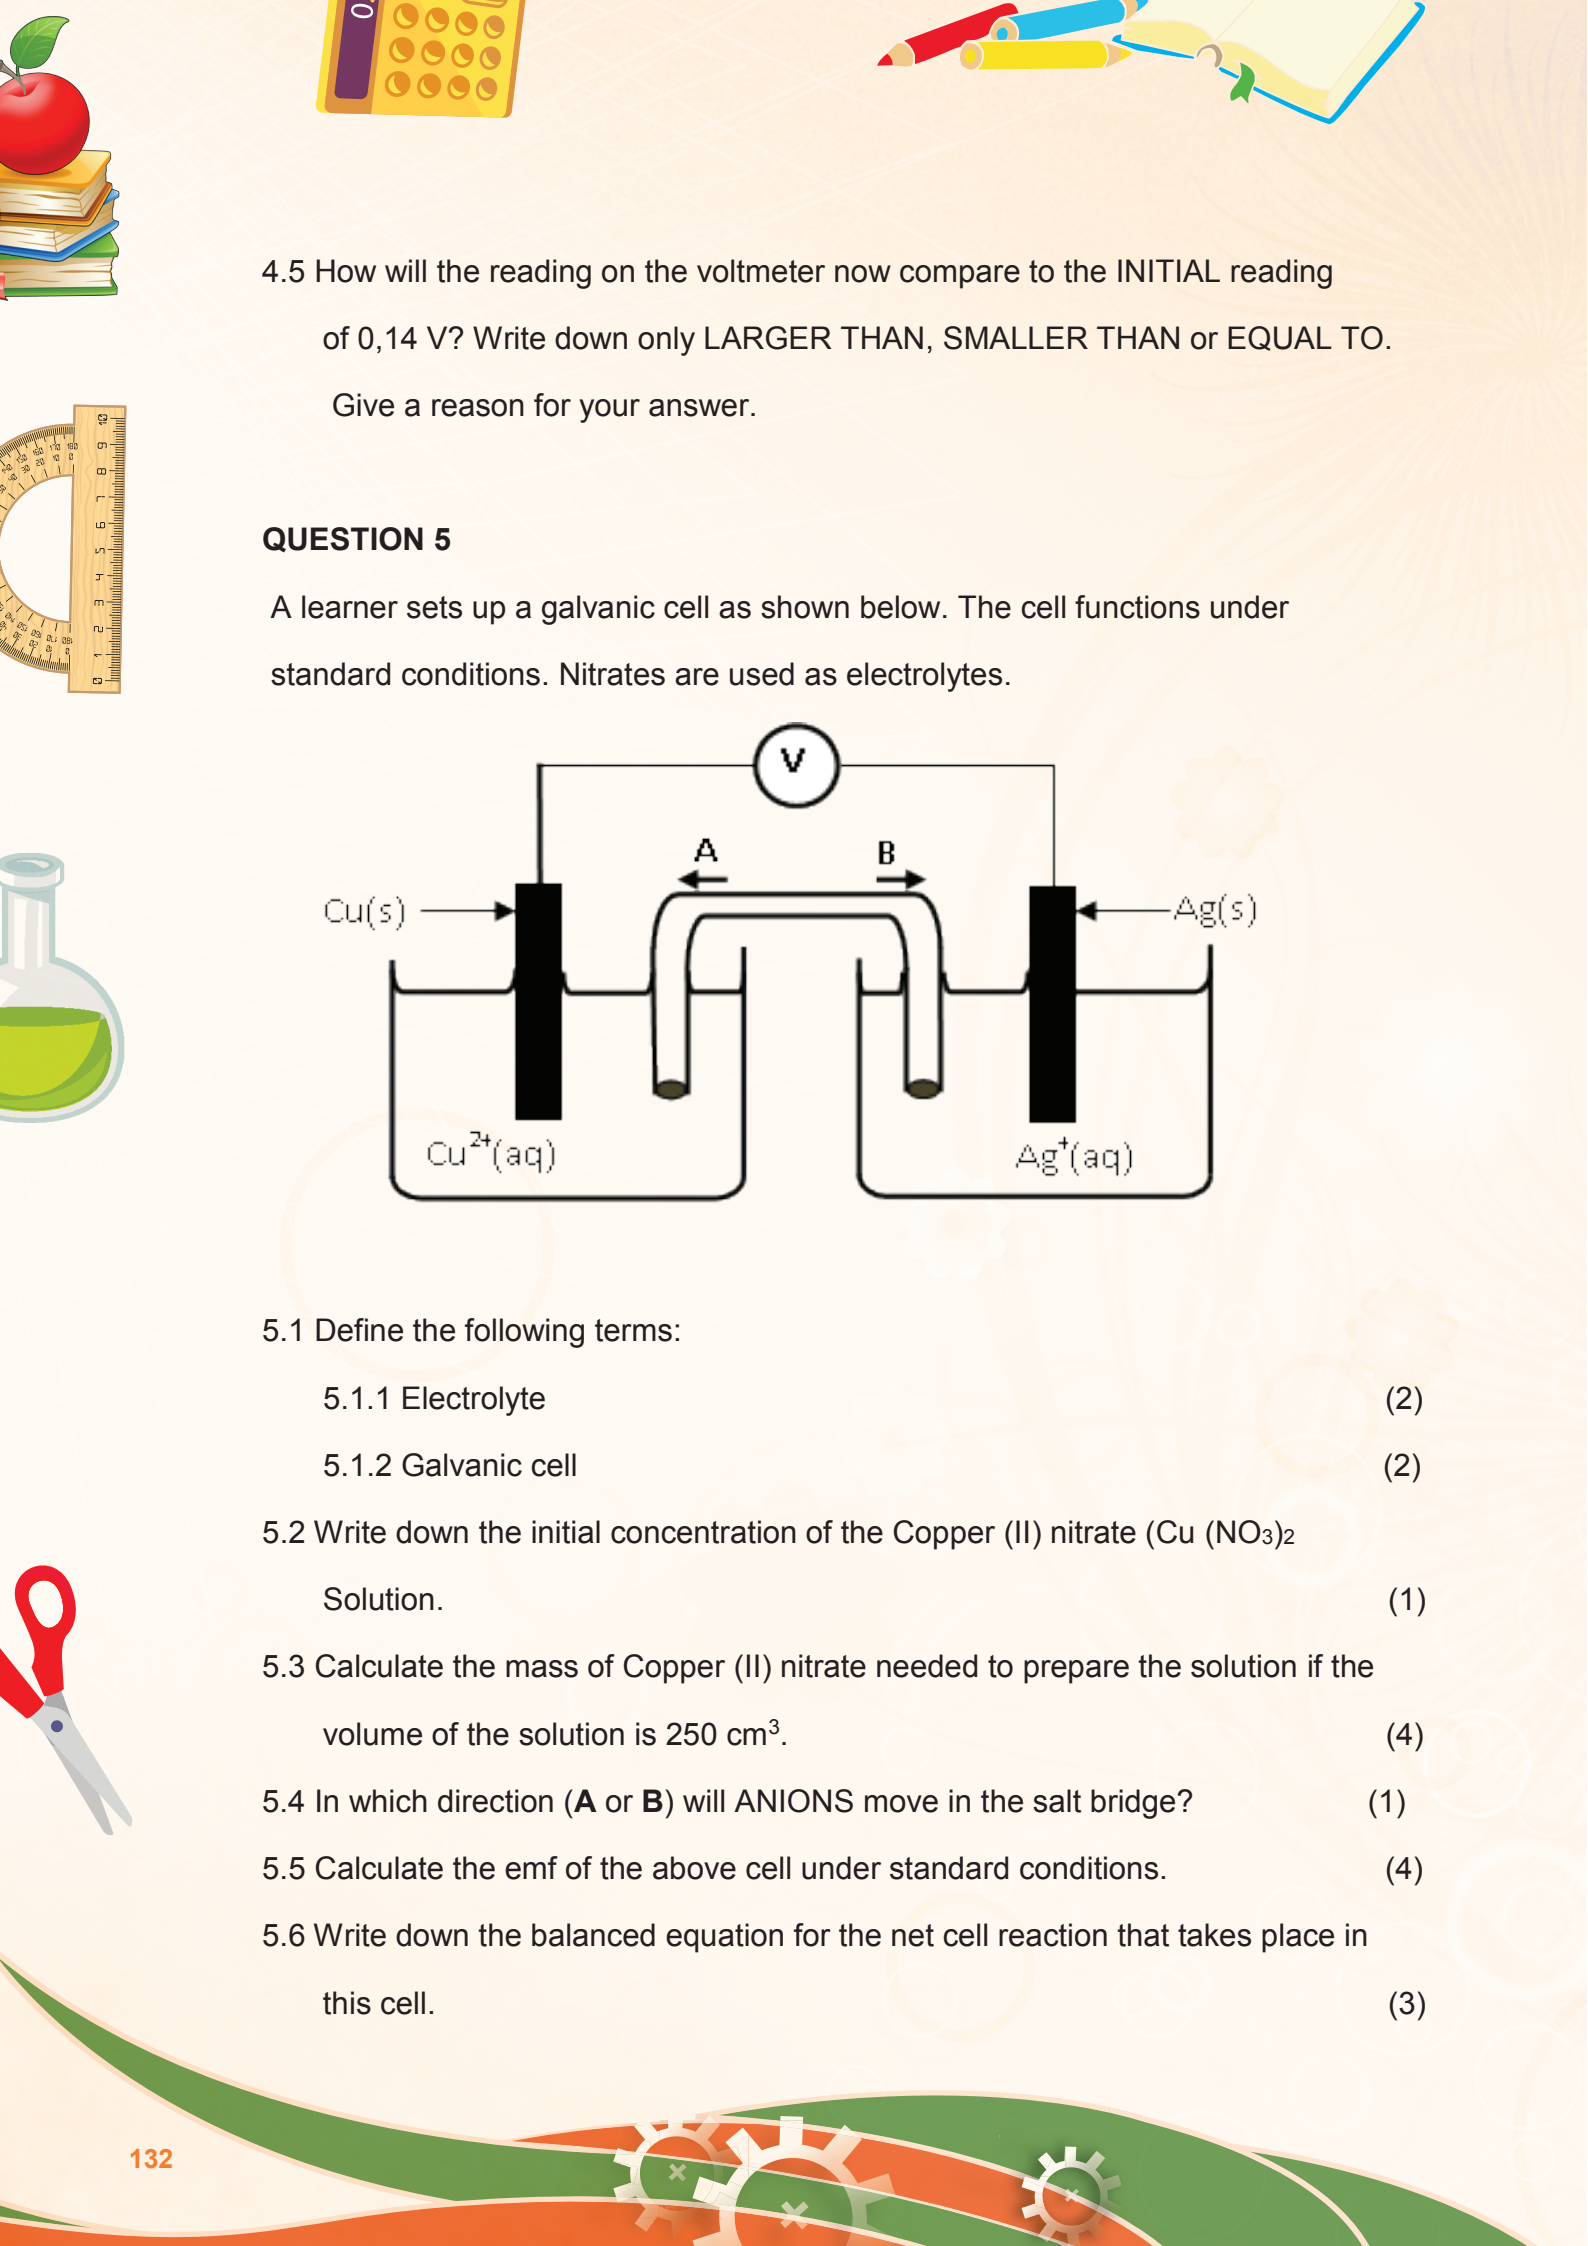 4.5 How will the reading on the voltmeter now compare to the INITIAL reading
of 0,14 V? Write down only LARGER THAN, SMALLER THAN or EQUAL TO.
Give a reason for your answer.
QUESTION 5
A learner sets up a galvanic cell as shown below. The cell functions under
standard conditions. Nitrates are used as electrolytes.
V
A B
Cu(s) Ag(s)
Cu²⁺(aq) Ag⁺(aq)
5.1 Define the following terms:
5.1.1 Electrolyte (2)
5.1.2 Galvanic cell (2)
5.2 Write down the initial concentration of the Copper (II) nitrate (Cu (NO₃)₂
Solution. (1)
5.3 Calculate the mass of Copper (II) nitrate needed to prepare the solution if the
volume of the solution is 250 cm³. (4)
5.4 In which direction (A or B) will ANIONS move in the salt bridge? (1)
5.5 Calculate the emf of the above cell under standard conditions. (4)
5.6 Write down the balanced equation for the net cell reaction that takes place in
this cell. (3)
132